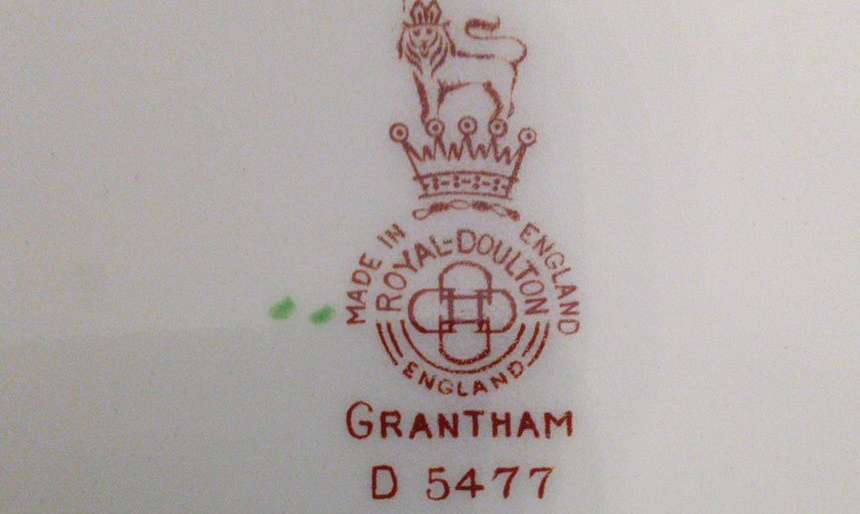 MADE IN ENGLAND
ROYAL-DOULTON
ENGLAND
GRANTHAM
D 5477